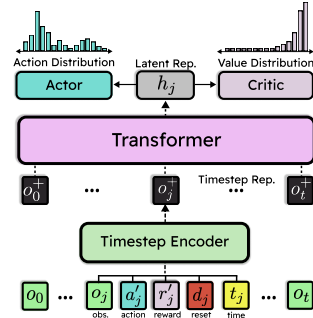 Action Distribution Latent Rep. Value Distribution
Actor h_j Critic
Transformer
o_0^+ ... o_j^+ Timestep Rep. ... o_t^+
Timestep Encoder
o_0 ... o_j a'_j r'_j d_j t_j ... o_t
obs. action reward reset time